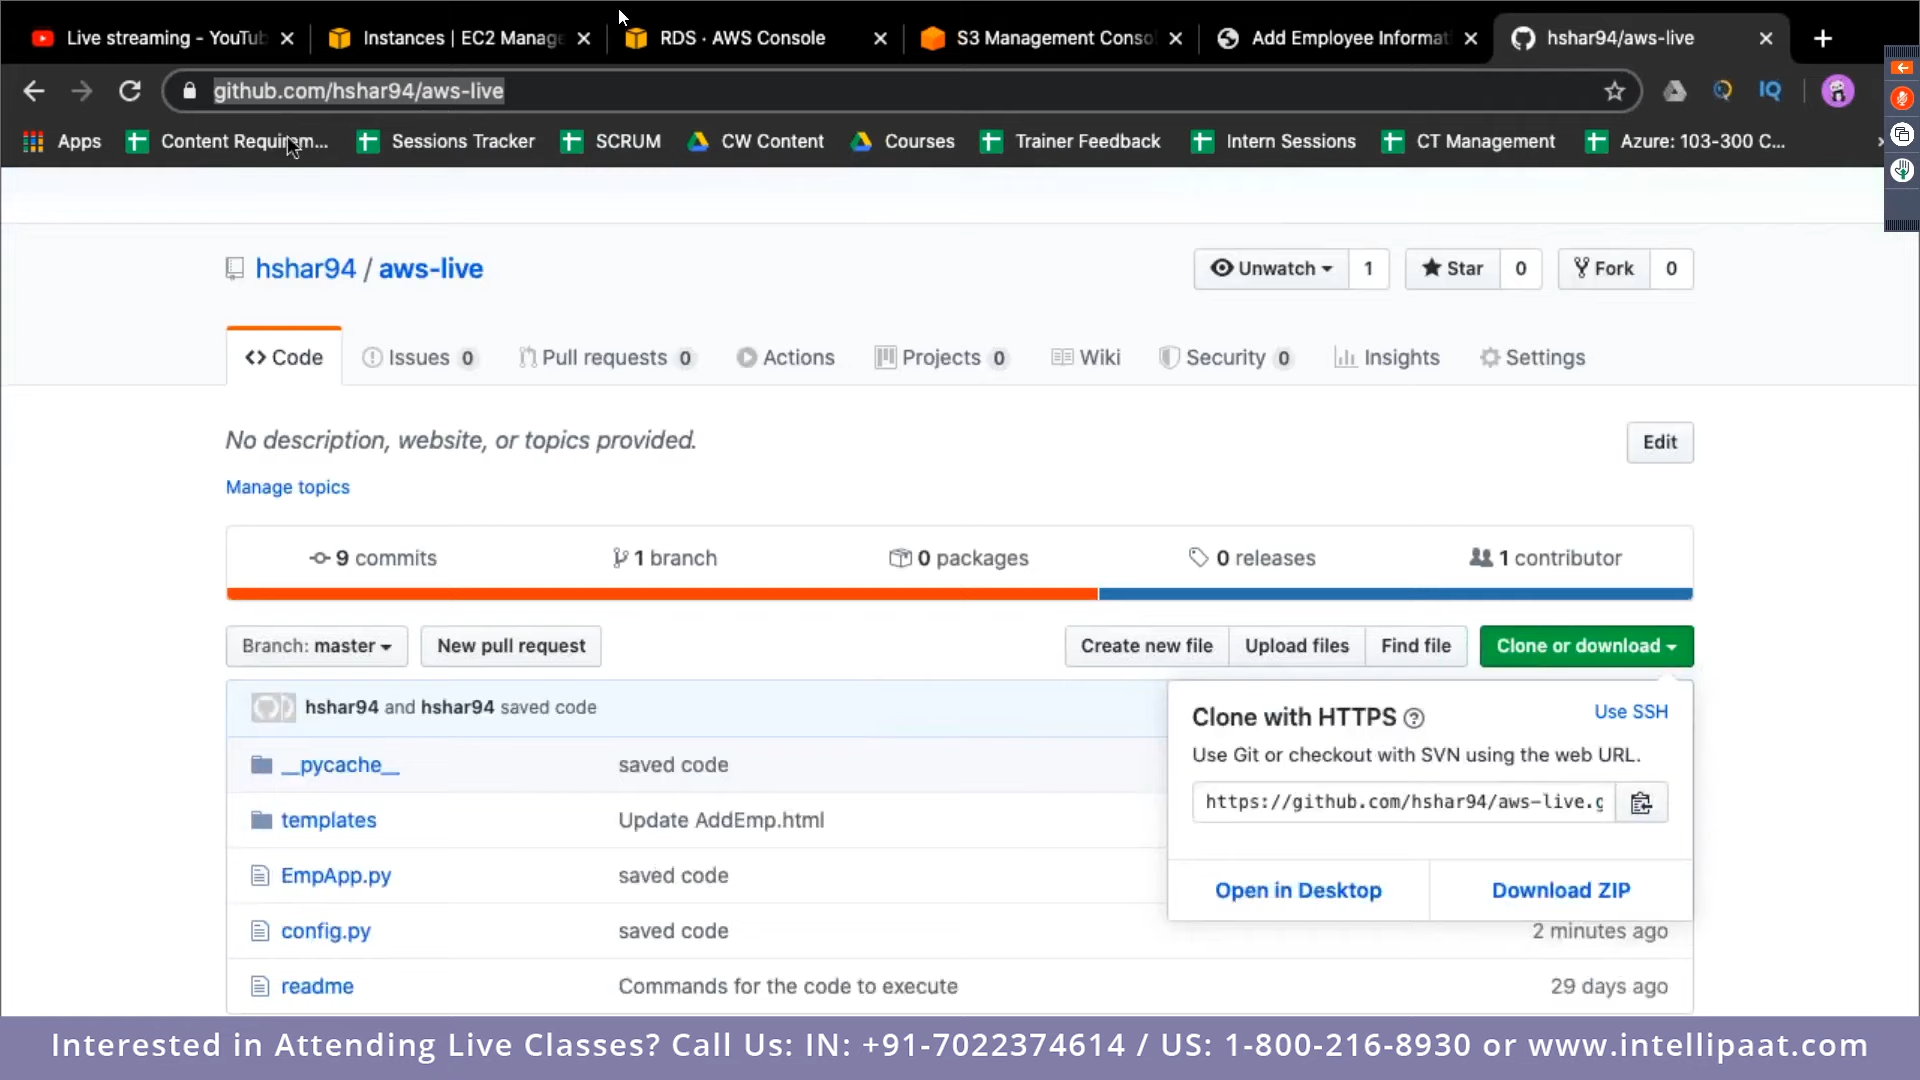 Live streaming - YouTub
Instances | EC2 Manage
RDS · AWS Console
S3 Management Conso
Add Employee Informat
hshar94/aws-live
github.com/hshar94/aws-live
IQ
Apps
Content Requirem...
Sessions Tracker
SCRUM
CW Content
Courses
Trainer Feedback
Intern Sessions
CT Management
Azure: 103-300 C...
hshar94 / aws-live
Unwatch 1
Star 0
Fork 0
Code
Issues 0
Pull requests 0
Actions
Projects 0
Wiki
Security 0
Insights
Settings
No description, website, or topics provided.
Edit
Manage topics
9 commits
1 branch
0 packages
0 releases
1 contributor
Branch: master
New pull request
Create new file
Upload files
Find file
Clone or download
hshar94 and hshar94 saved code
Clone with HTTPS
Use SSH
Use Git or checkout with SVN using the web URL.
https://github.com/hshar94/aws-live.g
Open in Desktop
Download ZIP
__pycache__ saved code
templates Update AddEmp.html
EmpApp.py saved code
config.py saved code 2 minutes ago
readme Commands for the code to execute 29 days ago
Interested in Attending Live Classes? Call Us: IN: +91-7022374614 / US: 1-800-216-8930 or www.intellipaat.com